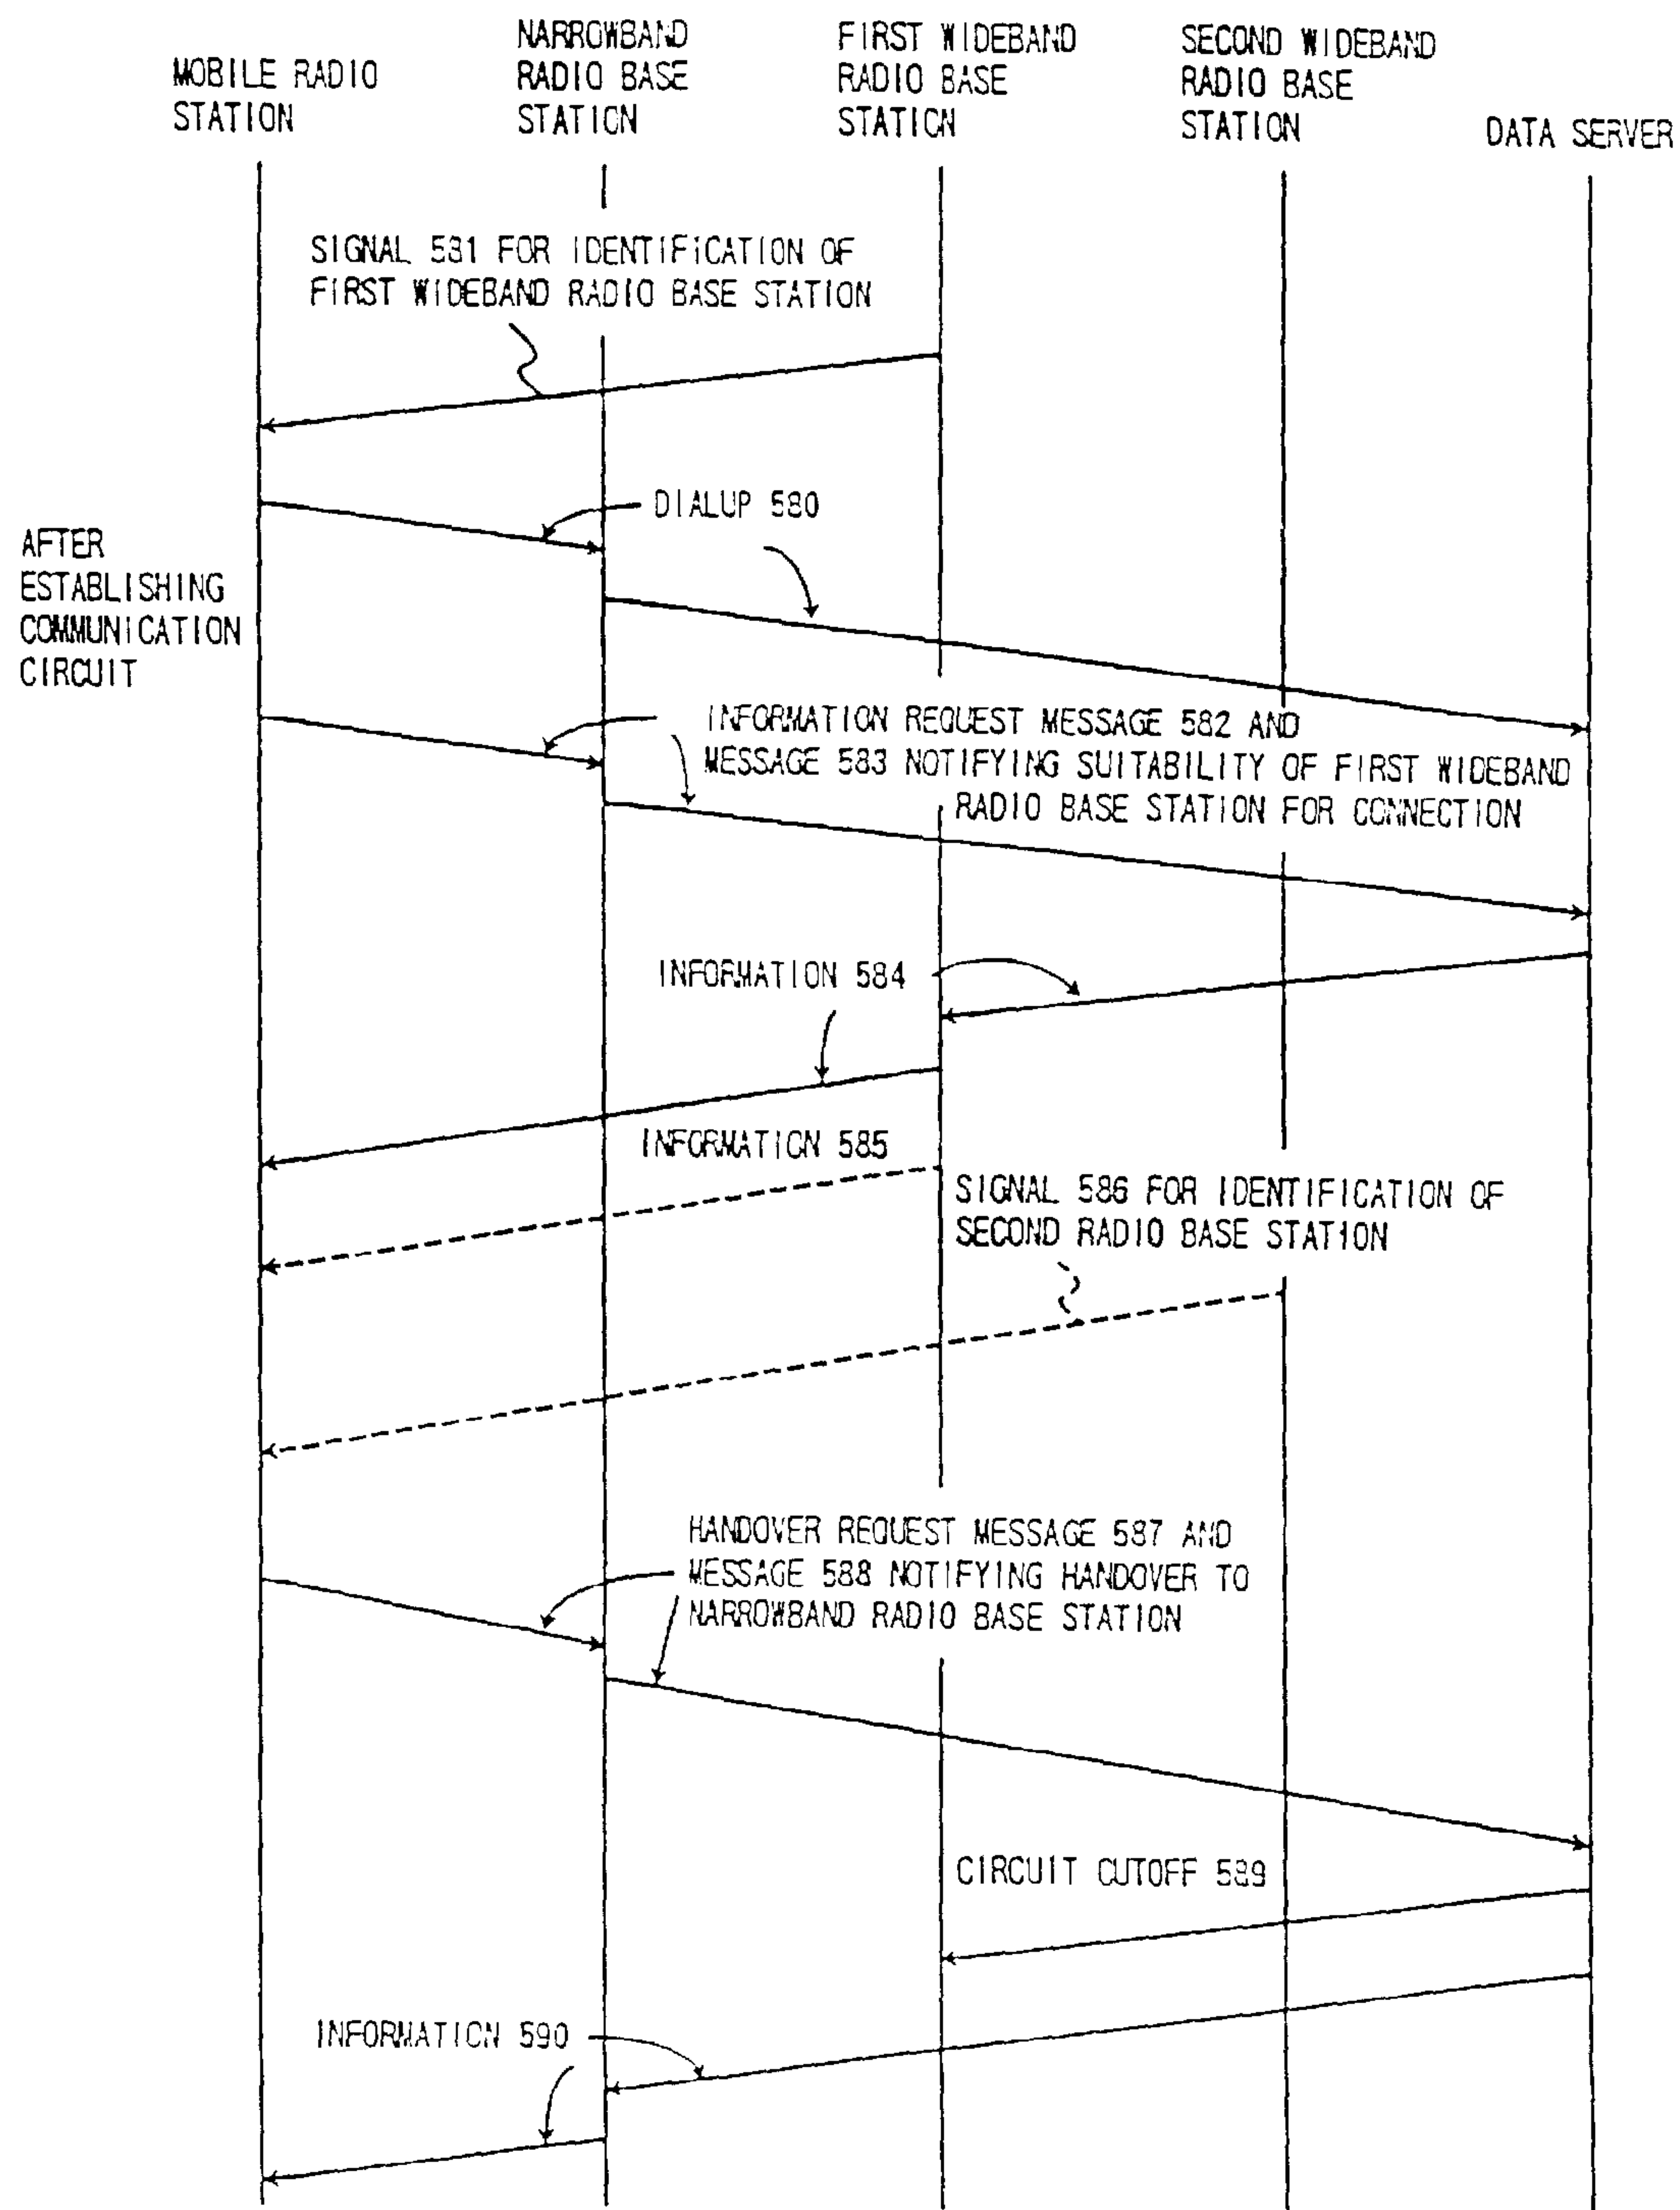 MOBILE RADIO
STATION
NARROWBAND
RADIO BASE
STATION
FIRST WIDEBAND
RADIO BASE
STATION
SECOND WIDEBAND
RADIO BASE
STATION
DATA SERVER
SIGNAL 581 FOR IDENTIFICATION OF
FIRST WIDEBAND RADIO BASE STATION
DIALUP 580
AFTER
ESTABLISHING
COMMUNICATION
CIRCUIT
INFORMATION REQUEST MESSAGE 582 AND
MESSAGE 583 NOTIFYING SUITABILITY OF FIRST WIDEBAND
RADIO BASE STATION FOR CONNECTION
INFORMATION 584
INFORMATION 585
SIGNAL 586 FOR IDENTIFICATION OF
SECOND RADIO BASE STATION
HANDOVER REQUEST MESSAGE 587 AND
MESSAGE 588 NOTIFYING HANDOVER TO
NARROWBAND RADIO BASE STATION
CIRCUIT CUTOFF 589
INFORMATION 590